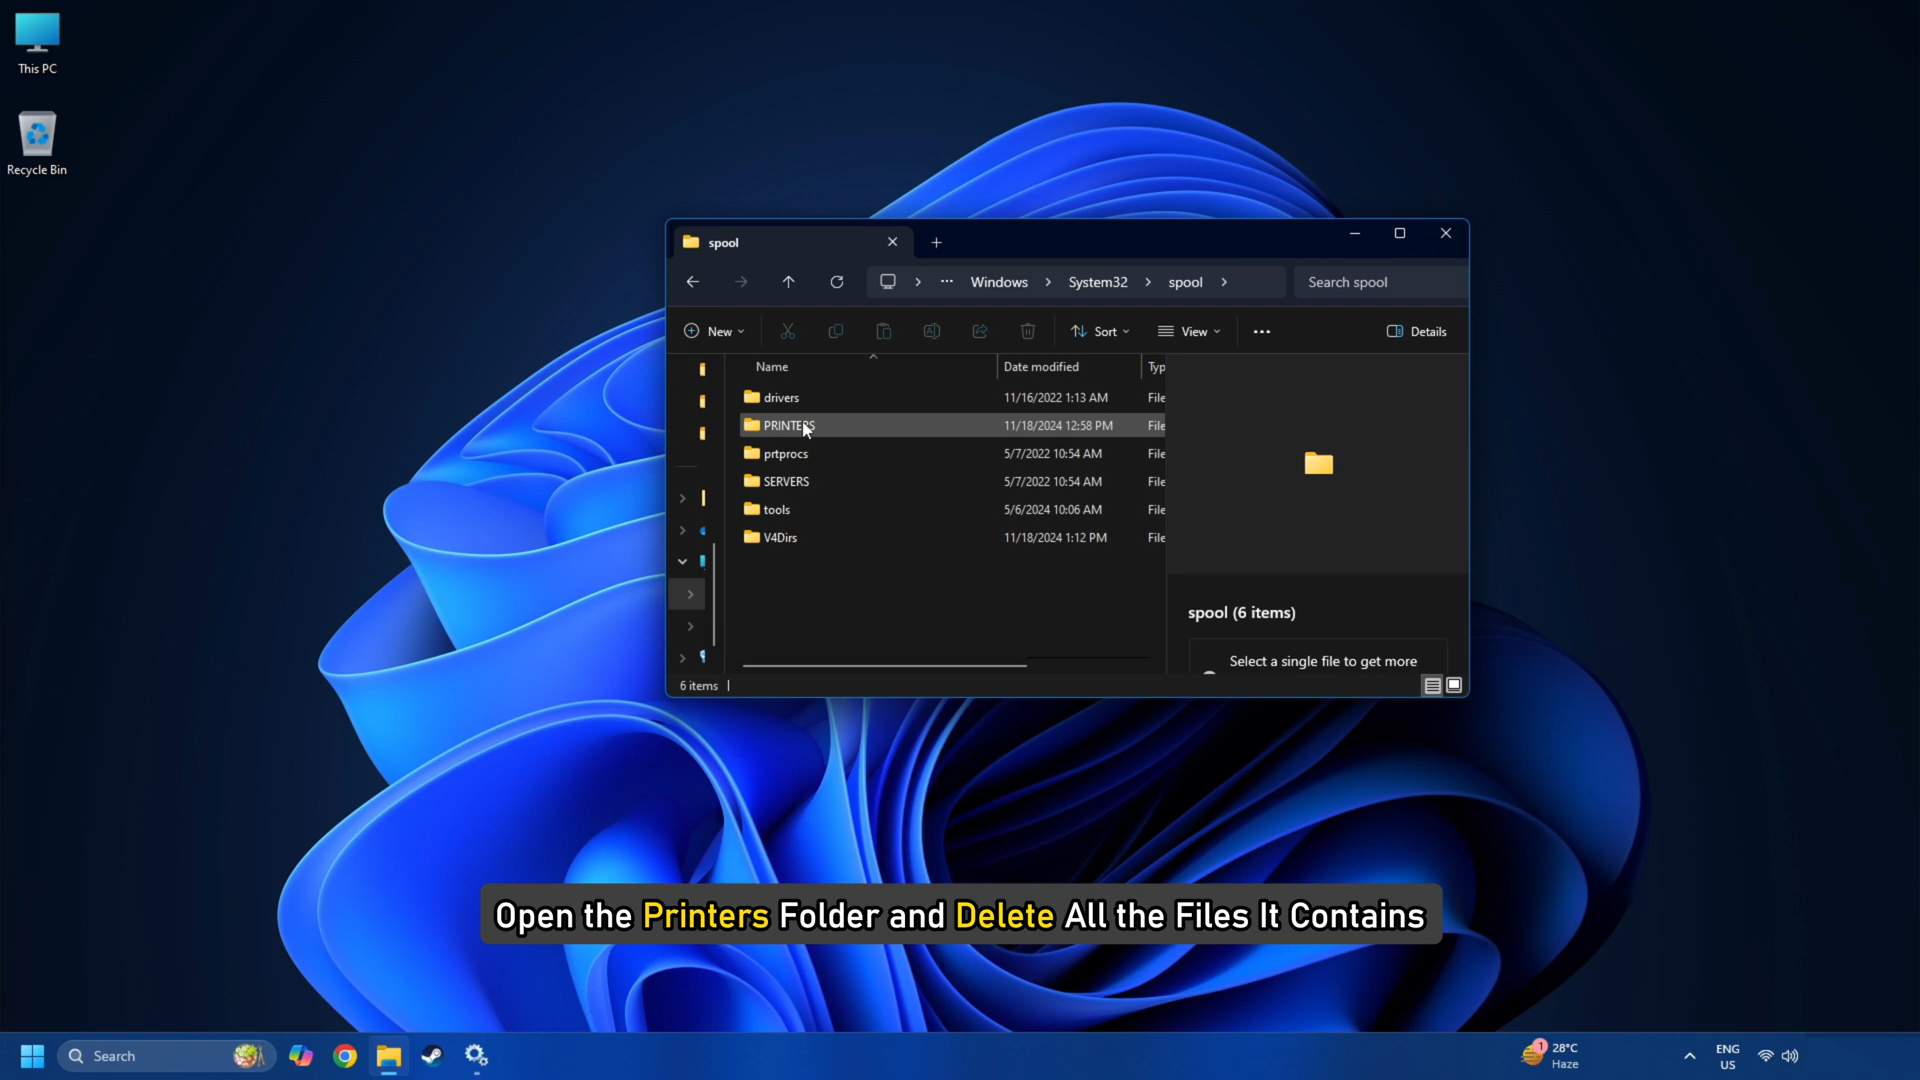 This PC
Recycle Bin
spool
Windows
System32
spool
Search spool
New
Sort
View
Details
Name
Date modified
Typ
drivers
11/16/2022 1:13 AM
File
PRINTERS
11/18/2024 12:58 PM
File
prtprocs
5/7/2022 10:54 AM
File
SERVERS
5/7/2022 10:54 AM
File
tools
5/6/2024 10:06 AM
File
V4Dirs
11/18/2024 1:12 PM
File
spool (6 items)
Select a single file to get more
6 items
Open the Printers Folder and Delete All the Files It Contains
Search
1
28°C
Haze
ENG
US